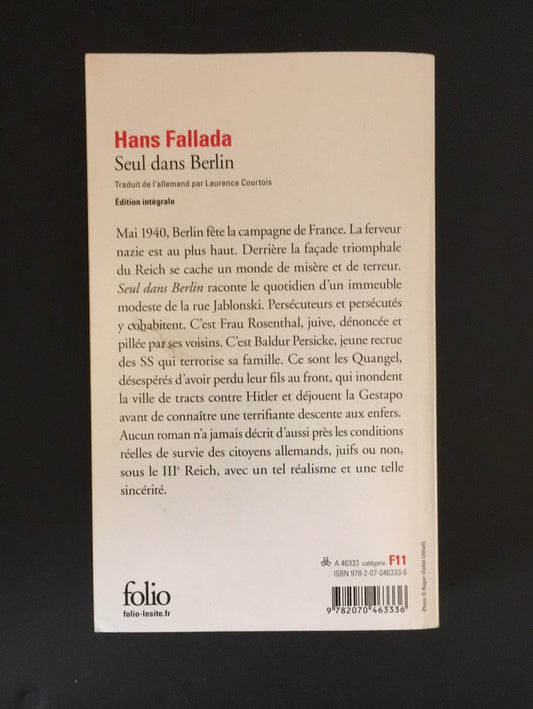 Hans Fallada
Seul dans Berlin
Traduit de l'allemand par Laurence Courtois
Édition intégrale
Mai 1940, Berlin fête la campagne de France. La ferveur
nazie est au plus haut. Derrière la façade triomphale
du Reich se cache un monde de misère et de terreur.
Seul dans Berlin raconte le quotidien d'un immeuble
modeste de la rue Jablonski. Persécuteurs et persécutés
y cohabitent. C'est Frau Rosenthal, juive, dénoncée et
pillée par ses voisins. C'est Baldur Persicke, jeune recrue
des SS qui terrorise sa famille. Ce sont les Quangel,
désespérés d'avoir perdu leur fils au front, qui inondent
la ville de tracts contre Hitler et déjouent la Gestapo
avant de connaître une terrifiante descente aux enfers.
Aucun roman n'a jamais décrit d'aussi près les conditions
réelles de survie des citoyens allemands, juifs ou non,
sous le IIIe Reich, avec un tel réalisme et une telle
sincérité.
A 46333 catégorie F11
ISBN 978-2-07-046333-6
folio
folio-lesite.fr
9 782070 463336
Photo © Roger-Viollet (détail).